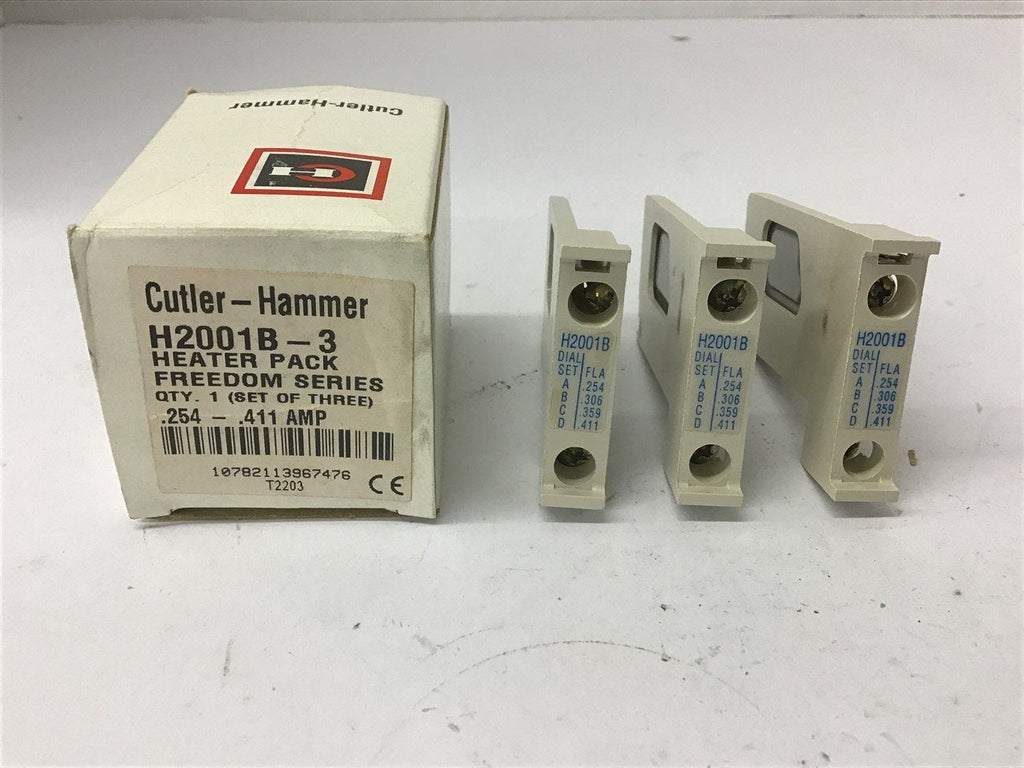 Cutler-Hammer
CH
Cutler-Hammer
H2001B-3
HEATER PACK
FREEDOM SERIES
QTY. 1 (SET OF THREE)
.254 - .411 AMP
10782113967476
T2203
CE
H2001B
DIAL
SET FLA
A .254
B .306
C .359
D .411
H2001B
DIAL
SET FLA
A .254
B .306
C .359
D .411
H2001B
DIAL
SET FLA
A .254
B .306
C .359
D .411